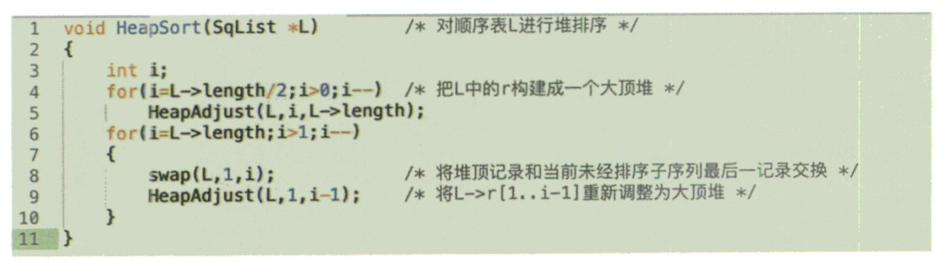 1 void HeapSort(SqList *L) /* 对顺序表L进行堆排序 */
2 {
3 int i;
4 for(i=L->length/2;i>0;i--) /* 把L中的r构建成一个大顶堆 */
5 HeapAdjust(L,i,L->length);
6 for(i=L->length;i>1;i--)
7 {
8 swap(L,1,i); /* 将堆顶记录和当前未经排序子序列最后一记录交换 */
9 HeapAdjust(L,1,i-1); /* 将L->r[1..i-1]重新调整为大顶堆 */
10 }
11 }